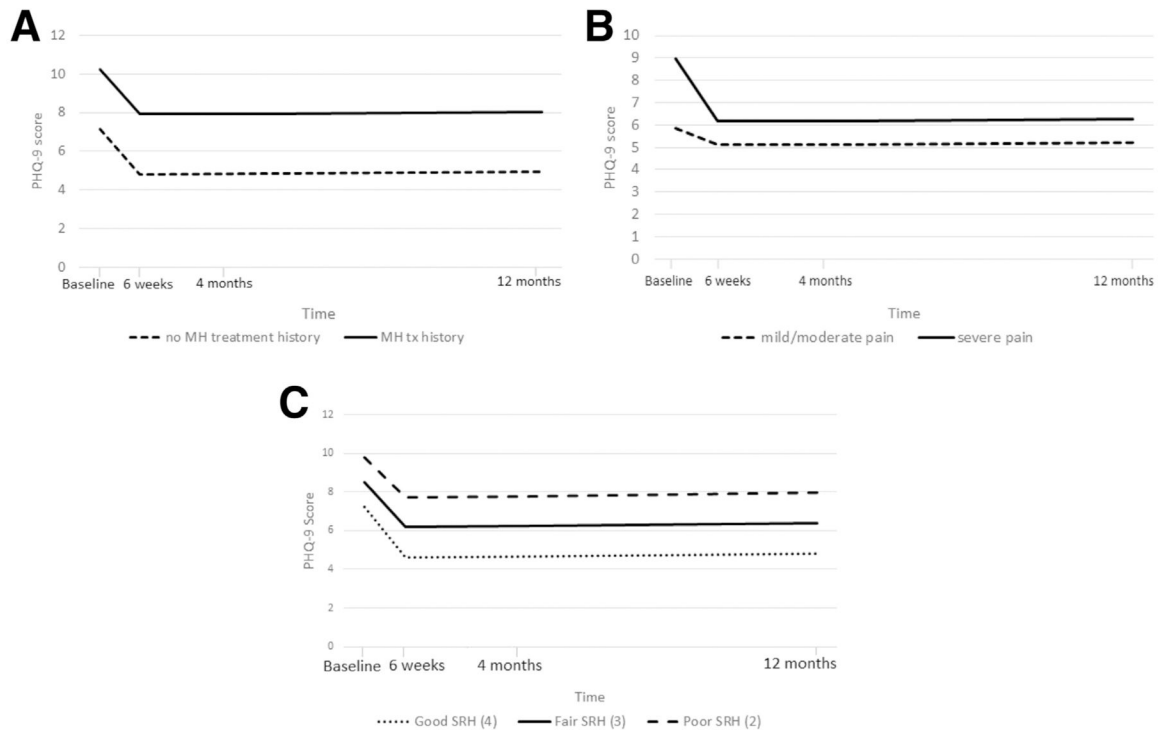 A
12
10
8
6
4
2
0
PHQ-9 score
Baseline 6 weeks 4 months 12 months
Time
no MH treatment history MH tx history
B
10
9
8
7
6
5
4
3
2
1
0
PHQ-9 score
Baseline 6 weeks 4 months 12 months
Time
mild/moderate pain severe pain
C
12
10
8
6
4
2
0
PHQ-9 Score
Baseline 6 weeks 4 months 12 months
Time
Good SRH (4) Fair SRH (3) Poor SRH (2)